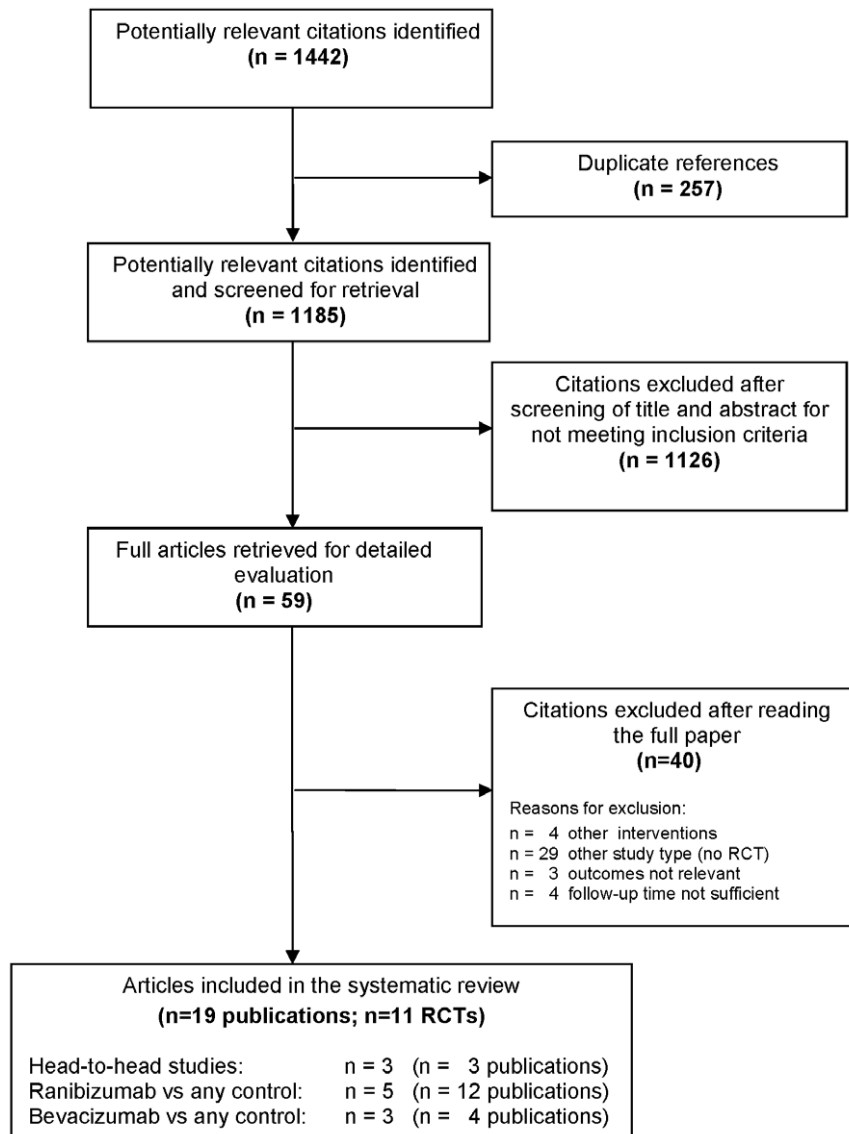 Potentially relevant citations identified
(n = 1442)
Duplicate references
(n = 257)
Potentially relevant citations identified
and screened for retrieval
(n = 1185)
Citations excluded after
screening of title and abstract for
not meeting inclusion criteria
(n = 1126)
Full articles retrieved for detailed
evaluation
(n = 59)
Citations excluded after reading
the full paper
(n=40)
Reasons for exclusion:
n = 4 other interventions
n = 29 other study type (no RCT)
n = 3 outcomes not relevant
n = 4 follow-up time not sufficient
Articles included in the systematic review
(n=19 publications; n=11 RCTs)
Head-to-head studies: n = 3 (n = 3 publications)
Ranibizumab vs any control: n = 5 (n = 12 publications)
Bevacizumab vs any control: n = 3 (n = 4 publications)